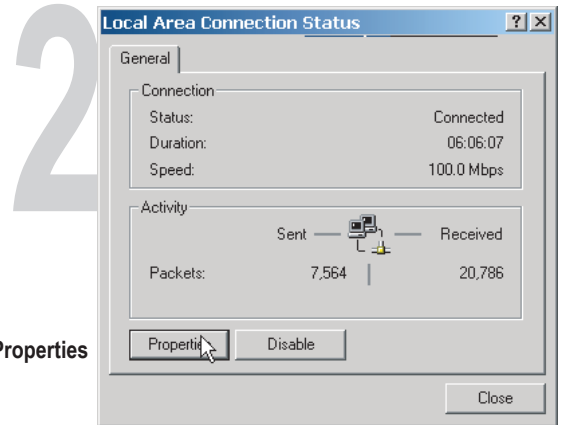 2
Local Area Connection Status
General
Connection
Status: Connected
Duration: 06:06:07
Speed: 100.0 Mbps
Activity
Sent Received
Packets: 7,564 20,786
Properties
Properties Disable
Close